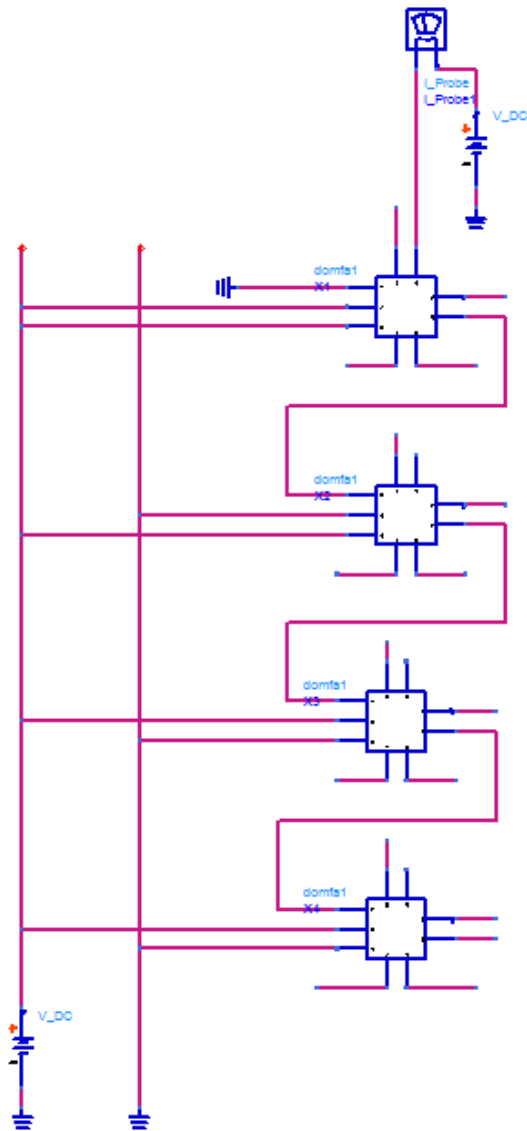 I_Probe
I_Probe1
V_DC
+
-
domfa1
X1
domfa1
X2
domfa1
X3
domfa1
X4
V_DC
+
-